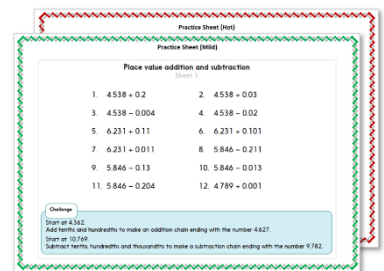 Practice Sheet (Hot)
Practice Sheet (Mild)
Place value addition and subtraction
Sheet 1
1. 4.538 + 0.2 2. 4.538 + 0.03
3. 4.538 – 0.004 4. 4.538 – 0.02
5. 6.231 + 0.11 6. 6.231 + 0.101
7. 6.231 + 0.011 8. 5.846 – 0.211
9. 5.846 – 0.13 10. 5.846 – 0.013
11. 5.846 – 0.204 12. 4.789 + 0.001
Challenge
Start at 4.362.
Add tenths and hundredths to make an addition chain ending with the number 4.627.
Start at 10.769.
Subtract tenths, hundredths and thousandths to make a subtraction chain ending with the number 9.782.